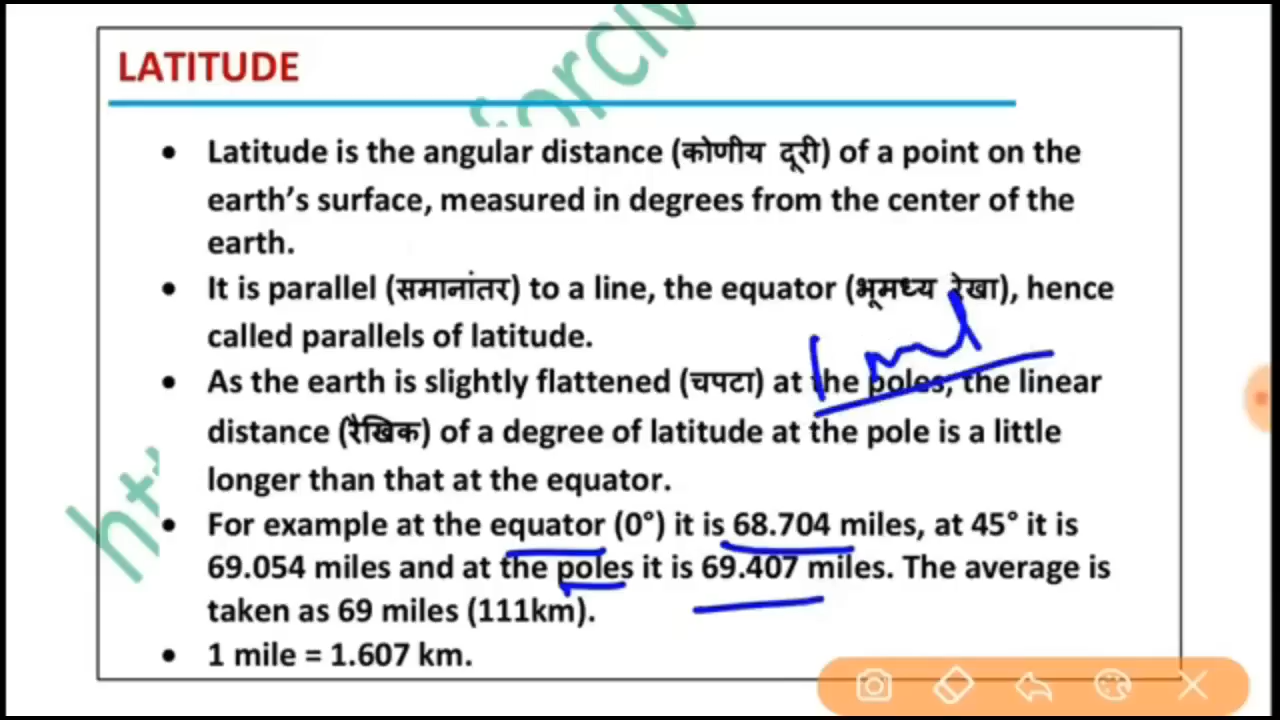 LATITUDE
• Latitude is the angular distance (कोणीय दूरी) of a point on the
earth’s surface, measured in degrees from the center of the
earth.
• It is parallel (समानांतर) to a line, the equator (भूमध्य रेखा), hence
called parallels of latitude.
• As the earth is slightly flattened (चपटा) at the poles, the linear
distance (रैखिक) of a degree of latitude at the pole is a little
longer than that at the equator.
• For example at the equator (0°) it is 68.704 miles, at 45° it is
69.054 miles and at the poles it is 69.407 miles. The average is
taken as 69 miles (111km).
• 1 mile = 1.607 km.